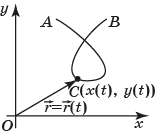 y
A
B
C(x(t), y(t))
r⃗=r⃗(t)
O
x